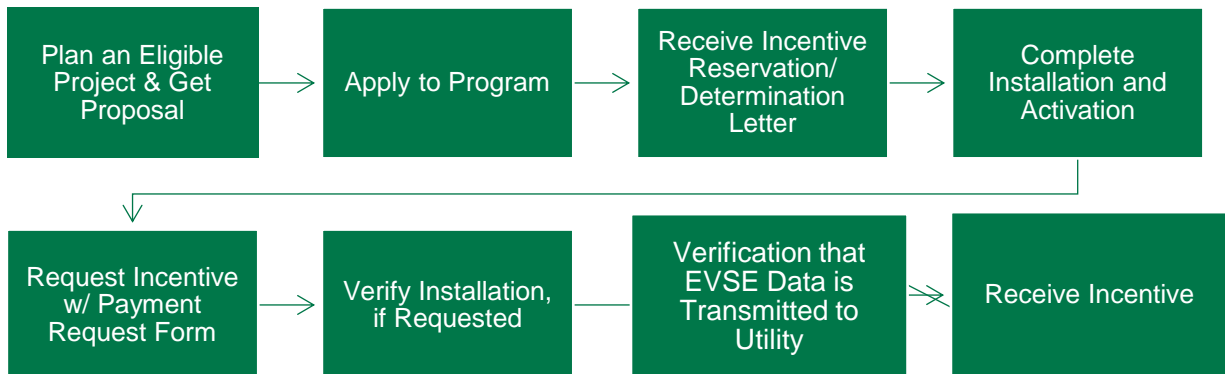 Plan an Eligible
Project & Get
Proposal
Apply to Program
Receive Incentive
Reservation/
Determination
Letter
Complete
Installation and
Activation
Request Incentive
w/ Payment
Request Form
Verify Installation,
if Requested
Verification that
EVSE Data is
Transmitted to
Utility
Receive Incentive